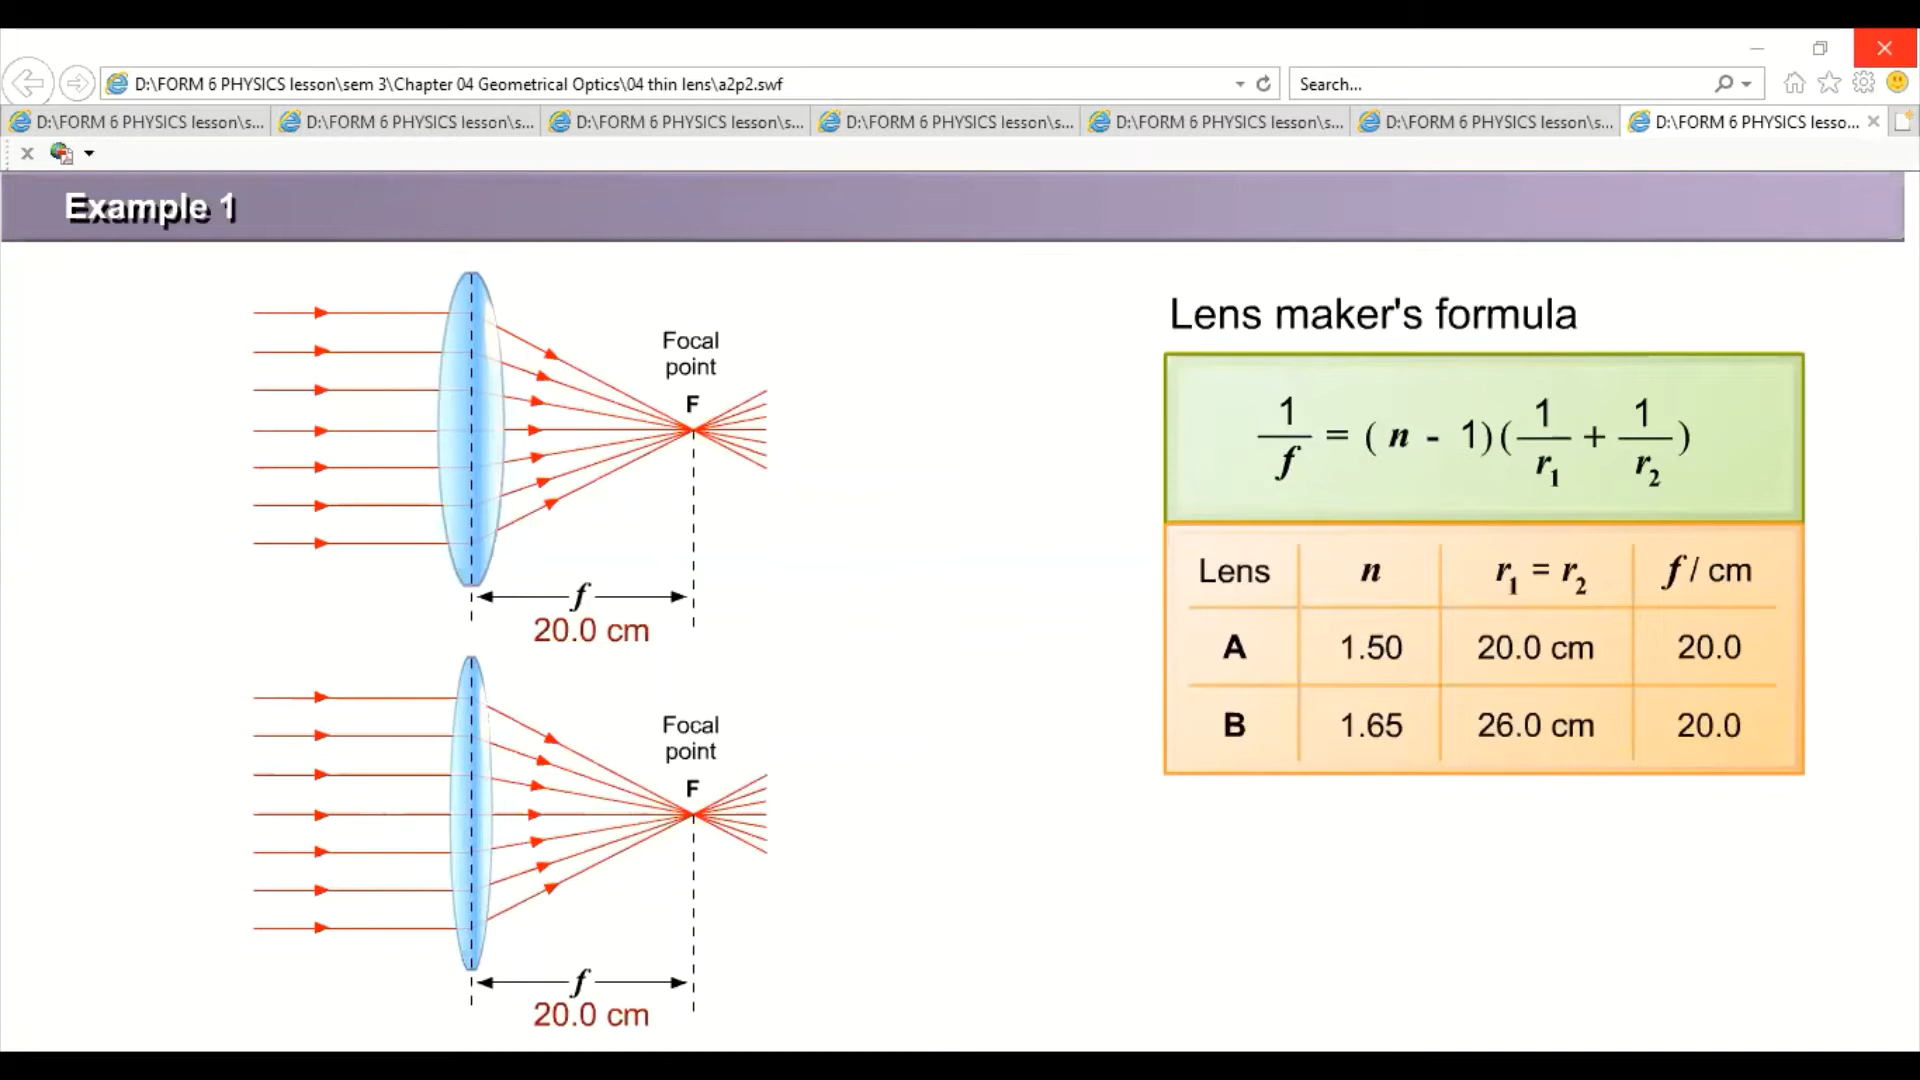 D:\FORM 6 PHYSICS lesson\sem 3\Chapter 04 Geometrical Optics\04 thin lens\a2p2.swf
Search...
D:\FORM 6 PHYSICS lesson\s...
D:\FORM 6 PHYSICS lesson\s...
D:\FORM 6 PHYSICS lesson\s...
D:\FORM 6 PHYSICS lesson\s...
D:\FORM 6 PHYSICS lesson\s...
D:\FORM 6 PHYSICS lesson\s...
D:\FORM 6 PHYSICS lesso...
Example 1
Focal
point
F
f
20.0 cm
Focal
point
F
f
20.0 cm
Lens maker's formula
1/f = ( n - 1)(1/r₁ + 1/r₂)
Lens n r₁ = r₂ f / cm
A 1.50 20.0 cm 20.0
B 1.65 26.0 cm 20.0